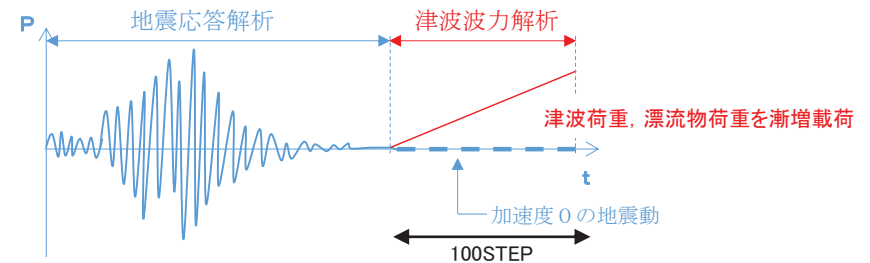 P
地震応答解析
津波波力解析
津波荷重，漂流物荷重を漸増載荷
t
加速度０の地震動
100STEP